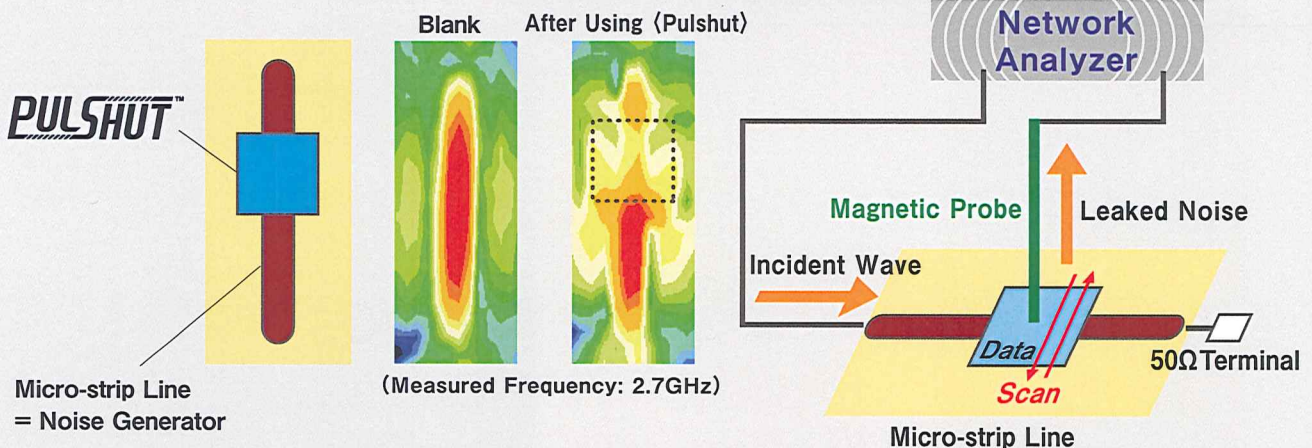 PULSHUT™
Micro-strip Line
= Noise Generator
Blank
After Using 〈Pulshut〉
(Measured Frequency: 2.7GHz)
Network
Analyzer
Magnetic Probe
Leaked Noise
Incident Wave
Data
Scan
50Ω Terminal
Micro-strip Line